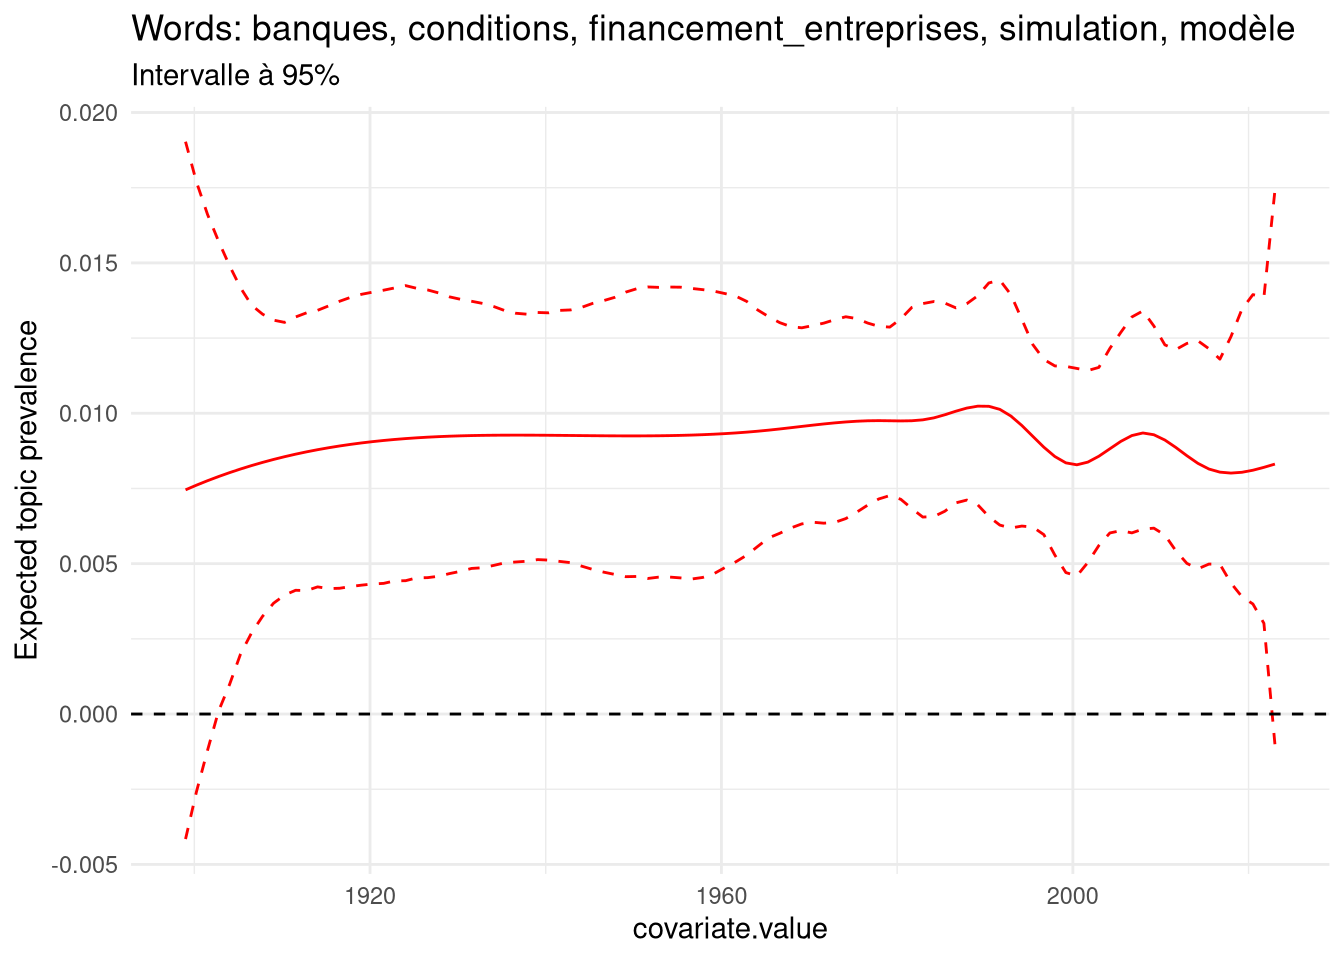 Words: banques, conditions, financement_entreprises, simulation, modèle
Intervalle à 95%
Expected topic prevalence
0.020
0.015
0.010
0.005
0.000
-0.005
1920
1960
2000
covariate.value